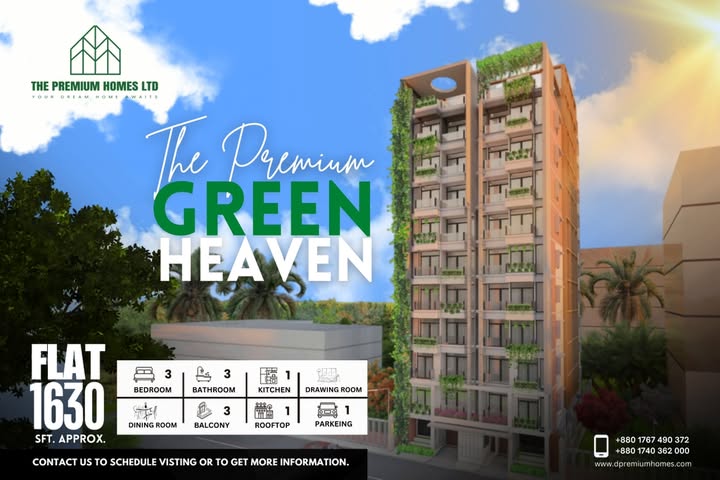 THE PREMIUM HOMES LTD
YOUR DREAM HOME AWAITS
The Premium
GREEN
HEAVEN
FLAT
1630
SFT. APPROX.
3 3 1
BEDROOM BATHROOM KITCHEN DRAWING ROOM
3 1 1
DINING ROOM BALCONY ROOFTOP PARKEING
CONTACT US TO SCHEDULE VISTING OR TO GET MORE INFORMATION.
+880 1767 490 372
+880 1740 362 000
www.dpremiumhomes.com